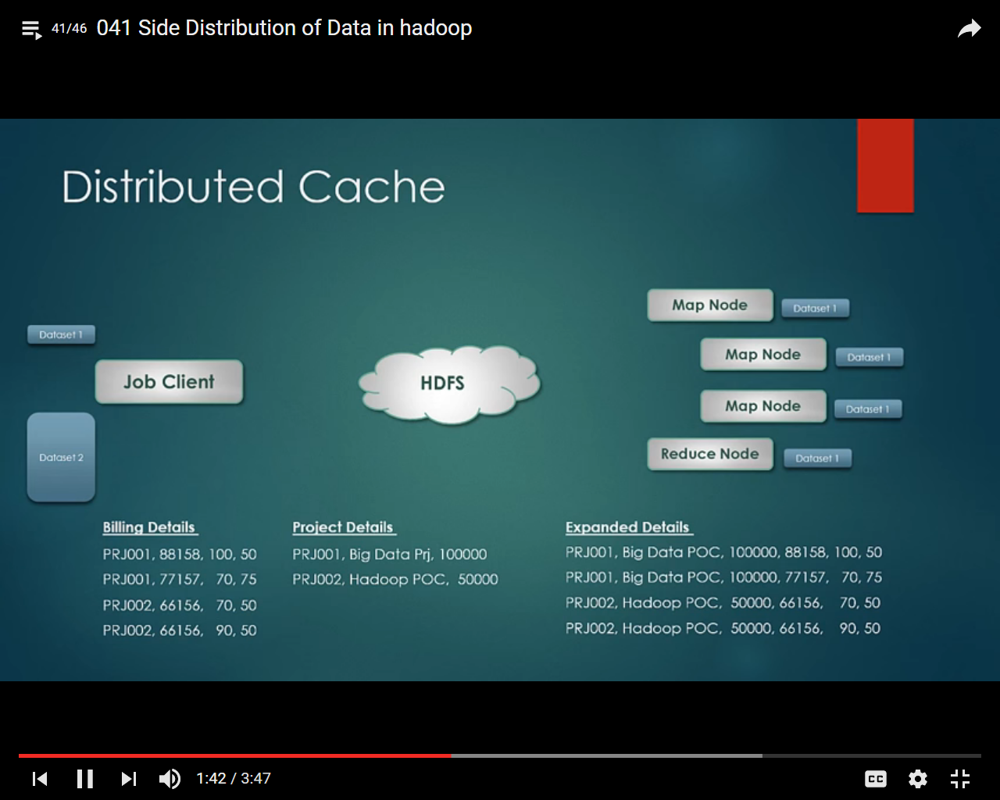 41/46 041 Side Distribution of Data in hadoop
Distributed Cache
Map Node Dataset 1
Dataset 1
Map Node Dataset 1
Job Client
HDFS
Map Node Dataset 1
Dataset 2
Reduce Node Dataset 1
Billing Details
PRJ001, 88158, 100, 50
PRJ001, 77157, 70, 75
PRJ002, 66156, 70, 50
PRJ002, 66156, 90, 50
Project Details
PRJ001, Big Data Prj, 100000
PRJ002, Hadoop POC, 50000
Expanded Details
PRJ001, Big Data POC, 100000, 88158, 100, 50
PRJ001, Big Data POC, 100000, 77157, 70, 75
PRJ002, Hadoop POC, 50000, 66156, 70, 50
PRJ002, Hadoop POC, 50000, 66156, 90, 50
1:42 / 3:47
CC